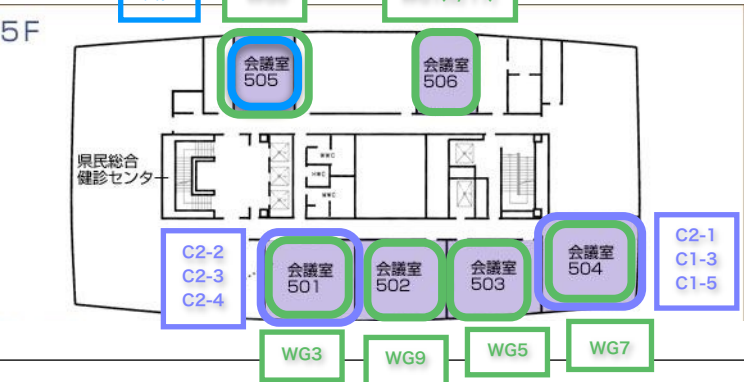 5F
会議室
505
会議室
506
県民総合
健診センター
C2-2
C2-3
C2-4
会議室
501
会議室
502
会議室
503
会議室
504
C2-1
C1-3
C1-5
WG3
WG9
WG5
WG7